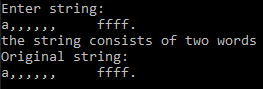 Enter string:
a,,,,,,      ffff.
the string consists of two words
Original string:
a,,,,,,      ffff.